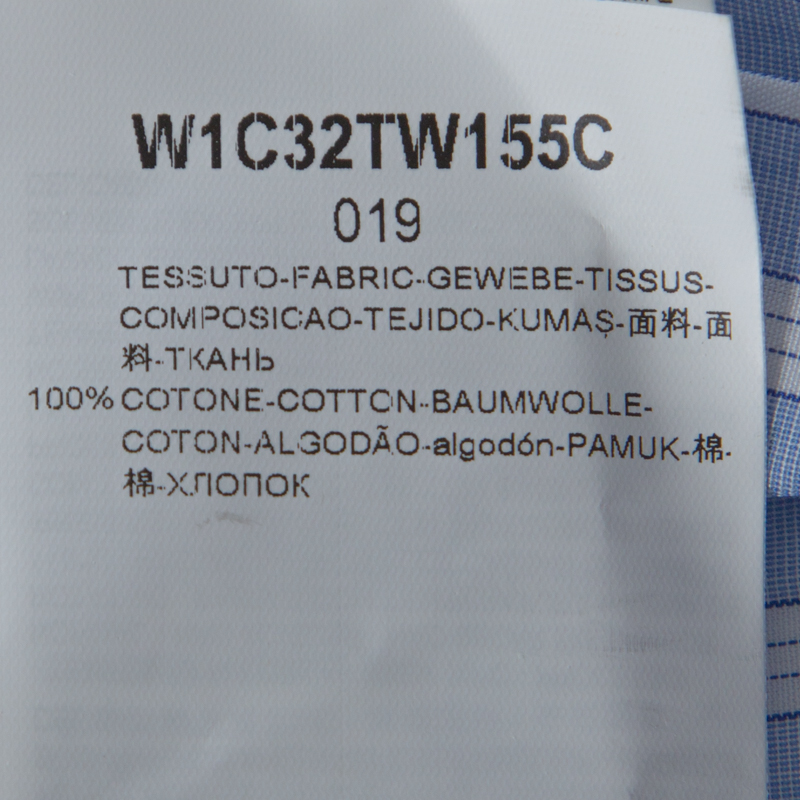 W1C32TW155C
019
TESSUTO-FABRIC-GEWEBE-TISSUS-
COMPOSICAO-TEJIDO-KUMAŞ-面料-面
料-ТКАНЬ
100% COTONE-COTTON-BAUMWOLLE-
COTON-ALGODÃO-algodón-PAMUK-棉-
棉-ХЛОПОК